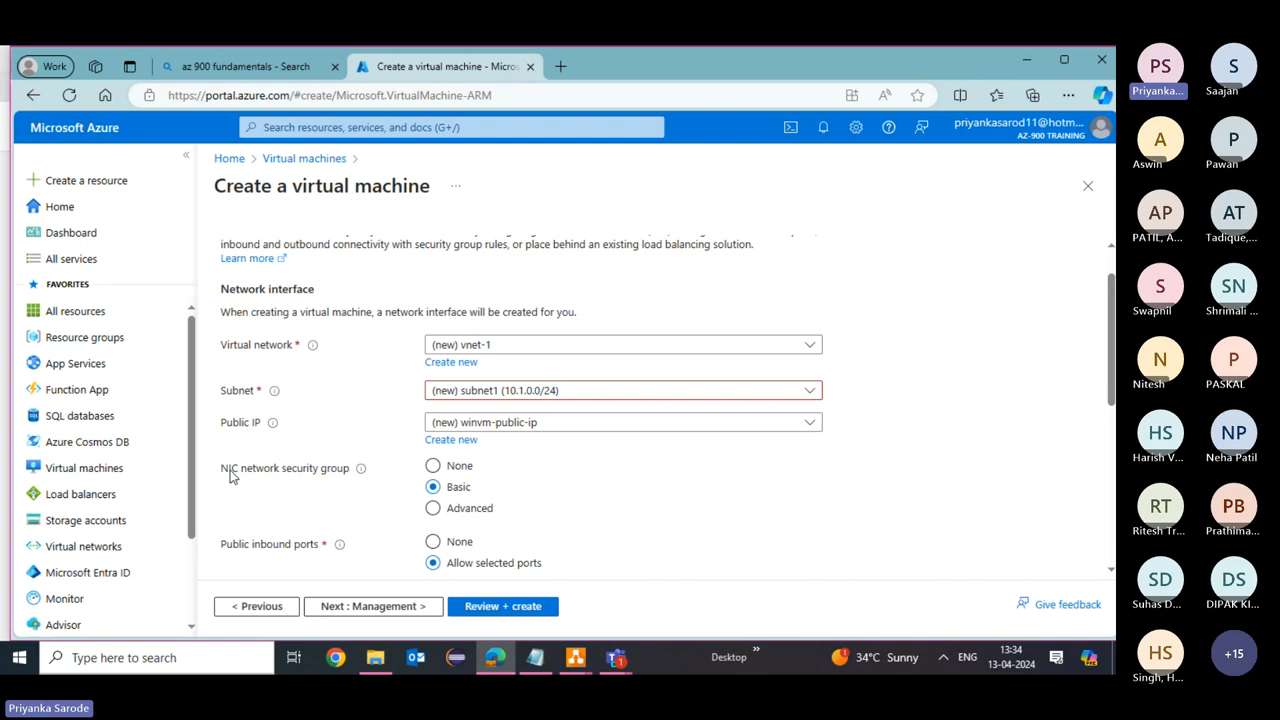 Work
az 900 fundamentals - Search
Create a virtual machine - Micros
https://portal.azure.com/#create/Microsoft.VirtualMachine-ARM
Microsoft Azure
Search resources, services, and docs (G+/)
priyankasarod11@hotm...
AZ-900 TRAINING
Create a resource
Home
Dashboard
All services
FAVORITES
All resources
Resource groups
App Services
Function App
SQL databases
Azure Cosmos DB
Virtual machines
Load balancers
Storage accounts
Virtual networks
Microsoft Entra ID
Monitor
Advisor
Home > Virtual machines >
Create a virtual machine ...
inbound and outbound connectivity with security group rules, or place behind an existing load balancing solution.
Learn more
Network interface
When creating a virtual machine, a network interface will be created for you.
Virtual network *
(new) vnet-1
Create new
Subnet *
(new) subnet1 (10.1.0.0/24)
Public IP
(new) winvm-public-ip
Create new
NIC network security group
None
Basic
Advanced
Public inbound ports *
None
Allow selected ports
< Previous
Next : Management >
Review + create
Give feedback
Type here to search
Desktop
34°C Sunny
ENG
13:34
13-04-2024
1
PS
Priyanka...
S
Saajan
A
Aswin
P
Pawan
AP
PATIL, A...
AT
Tadique,...
S
Swapnil
SN
Shrimali ...
N
Nitesh
P
PASKAL
HS
Harish V...
NP
Neha Patil
RT
Ritesh Tr...
PB
Prathima...
SD
Suhas D...
DS
DIPAK KI...
HS
Singh, H...
+15
Priyanka Sarode